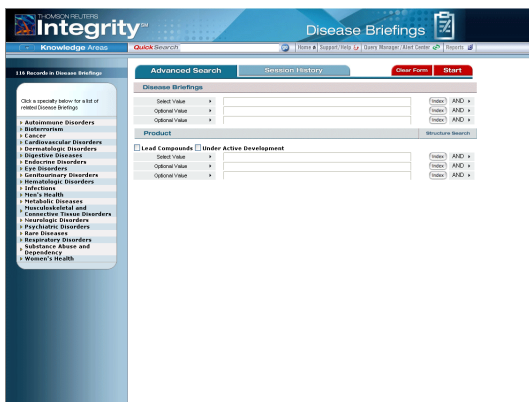 THOMSON REUTERS
Integrity℠
Disease Briefings
Knowledge Areas
QuickSearch
Home
Support/Help
Query Manager/Alert Center
Reports
116 Records in Disease Briefings
Click a specialty below for a list of
related Disease Briefings
Autoimmune Disorders
Bioterrorism
Cancer
Cardiovascular Disorders
Dermatologic Disorders
Digestive Diseases
Endocrine Disorders
Eye Disorders
Genitourinary Disorders
Hematologic Disorders
Infections
Men's Health
Metabolic Diseases
Musculoskeletal and
Connective Tissue Disorders
Neurologic Disorders
Psychiatric Disorders
Rare Diseases
Respiratory Disorders
Substance Abuse and
Dependency
Women's Health
Advanced Search
Session History
Clear Form
Start
Disease Briefings
Select Value Index AND
Optional Value Index AND
Optional Value Index AND
Product Structure Search
Lead Compounds Under Active Development
Select Value Index AND
Optional Value Index AND
Optional Value Index AND